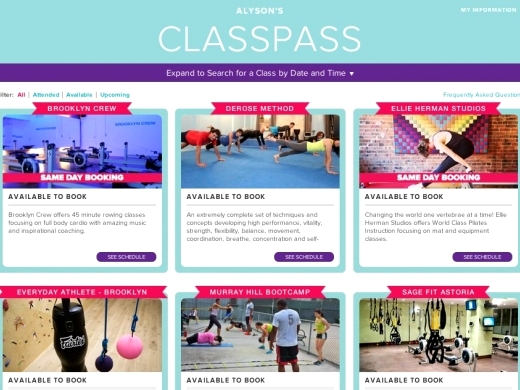 ALYSON'S
MY INFORMATION
CLASSPASS
Expand to Search for a Class by Date and Time ▼
ilter: All | Attended | Available | Upcoming
Frequently Asked Question
BROOKLYN CREW
DEROSE METHOD
ELLIE HERMAN STUDIOS
SAME DAY BOOKING
SAME DAY BOOKING
AVAILABLE TO BOOK
AVAILABLE TO BOOK
AVAILABLE TO BOOK
Brooklyn Crew offers 45 minute rowing classes
focusing on full body cardio with amazing music
and inspirational coaching.
An extremely complete set of techniques and
concepts developing high performance, vitality,
strength, flexibility, balance, movement,
coordination, breathe, concentration and self-
Changing the world one vertebrae at a time! Ellie
Herman Studios offers World Class Pilates
Instruction focusing on mat and equipment
classes.
SEE SCHEDULE
SEE SCHEDULE
SEE SCHEDULE
EVERYDAY ATHLETE - BROOKLYN
MURRAY HILL BOOTCAMP
SAGE FIT ASTORIA
AVAILABLE TO BOOK
AVAILABLE TO BOOK
AVAILABLE TO BOOK